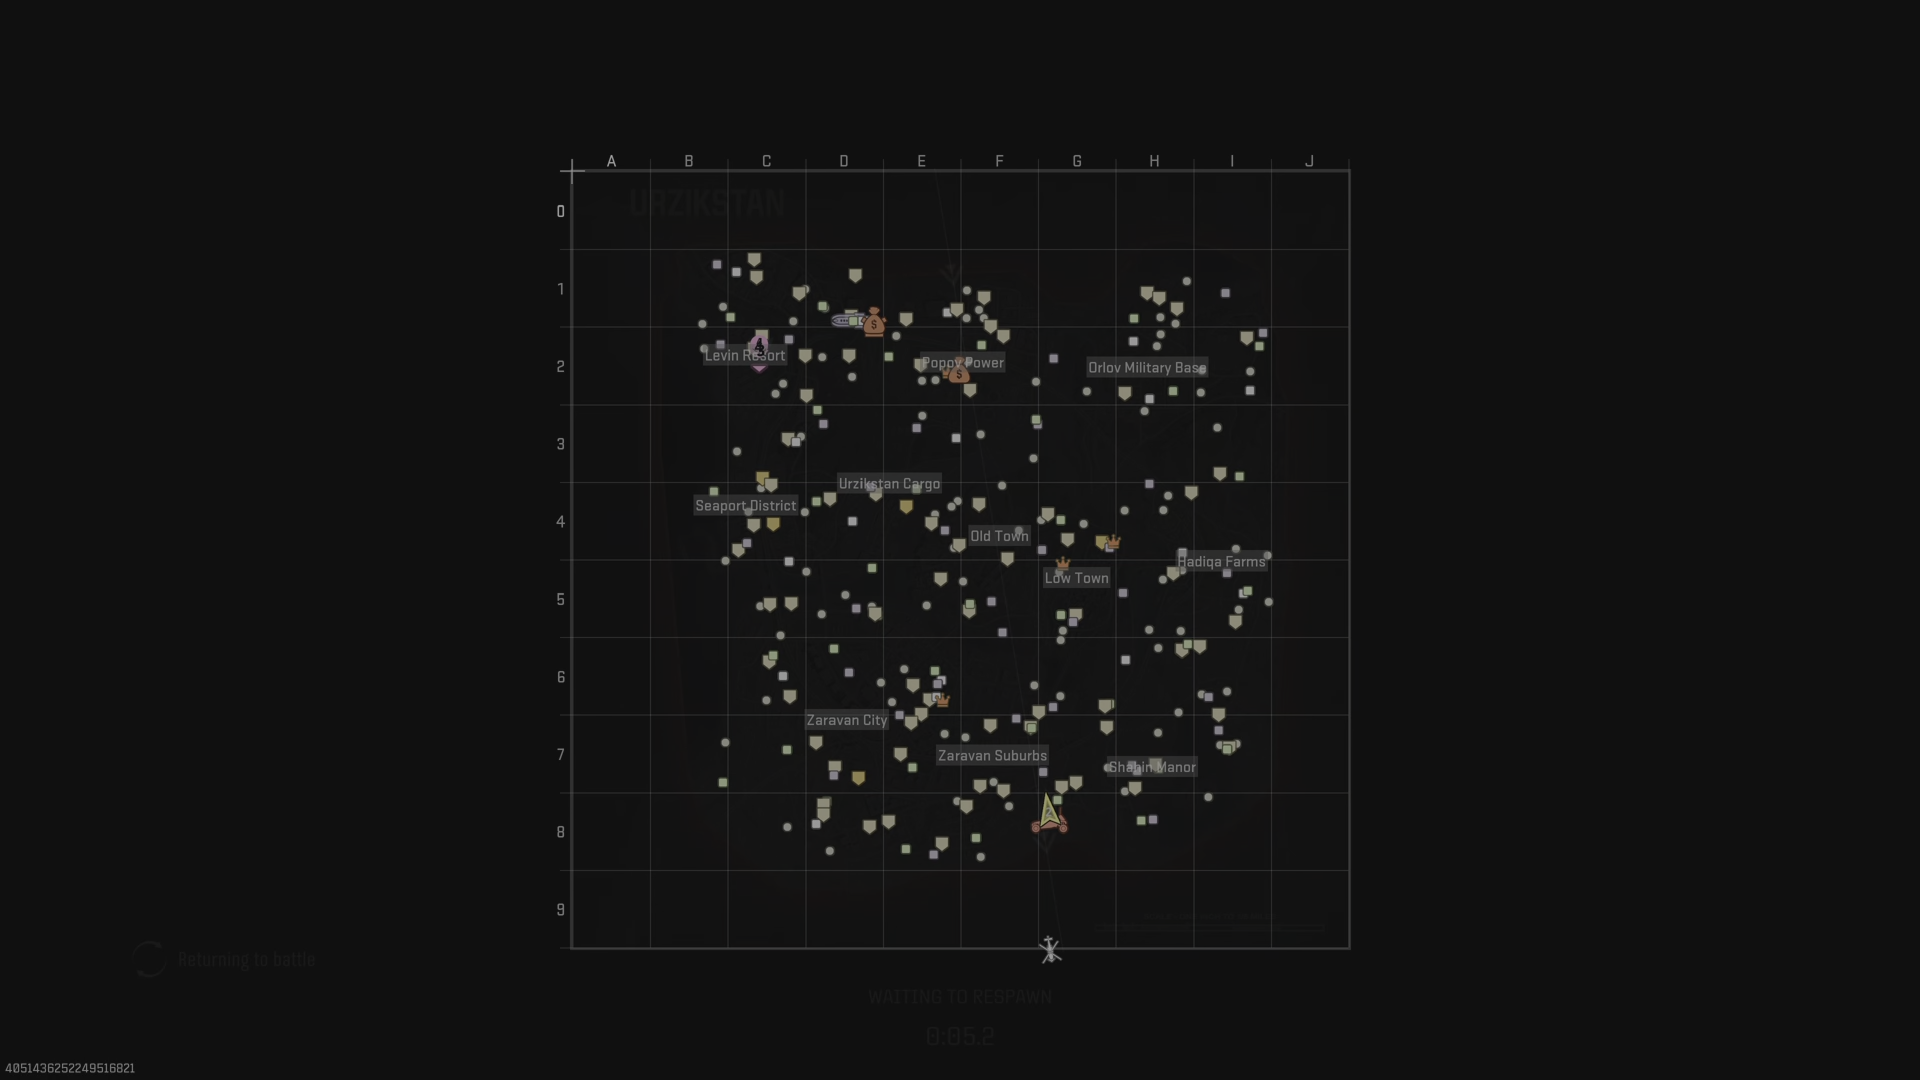 A B C D E F G H I J
URZIKSTAN
0
1
2
3
4
5
6
7
8
9
Levin Resort
Popov Power
Orlov Military Base
Urzikstan Cargo
Seaport District
Old Town
Hadiqa Farms
Low Town
Zaravan City
Zaravan Suburbs
Shahin Manor
Returning to battle
WAITING TO RESPAWN
0:05.2
4051436252249516821